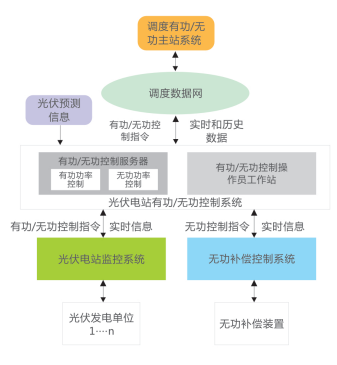 调度有功/无
功主站系统
调度数据网
光伏预测
信息
有功/无功控
制指令
实时和历史
数据
有功/无功控制服务器
有功功率
控制
无功功率
控制
有功/无功控制操
作员工作站
光伏电站有功/无功控制系统
有功/无功控制指令
实时信息
无功控制指令
实时信息
光伏电站监控系统
无功补偿控制系统
光伏发电单位
1····n
无功补偿装置